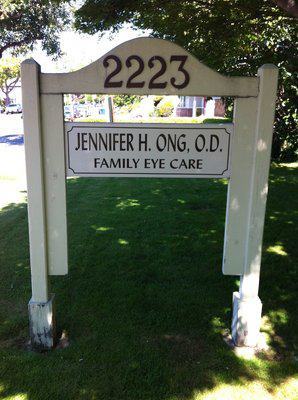 2223
JENNIFER H. ONG, O.D.
FAMILY EYE CARE